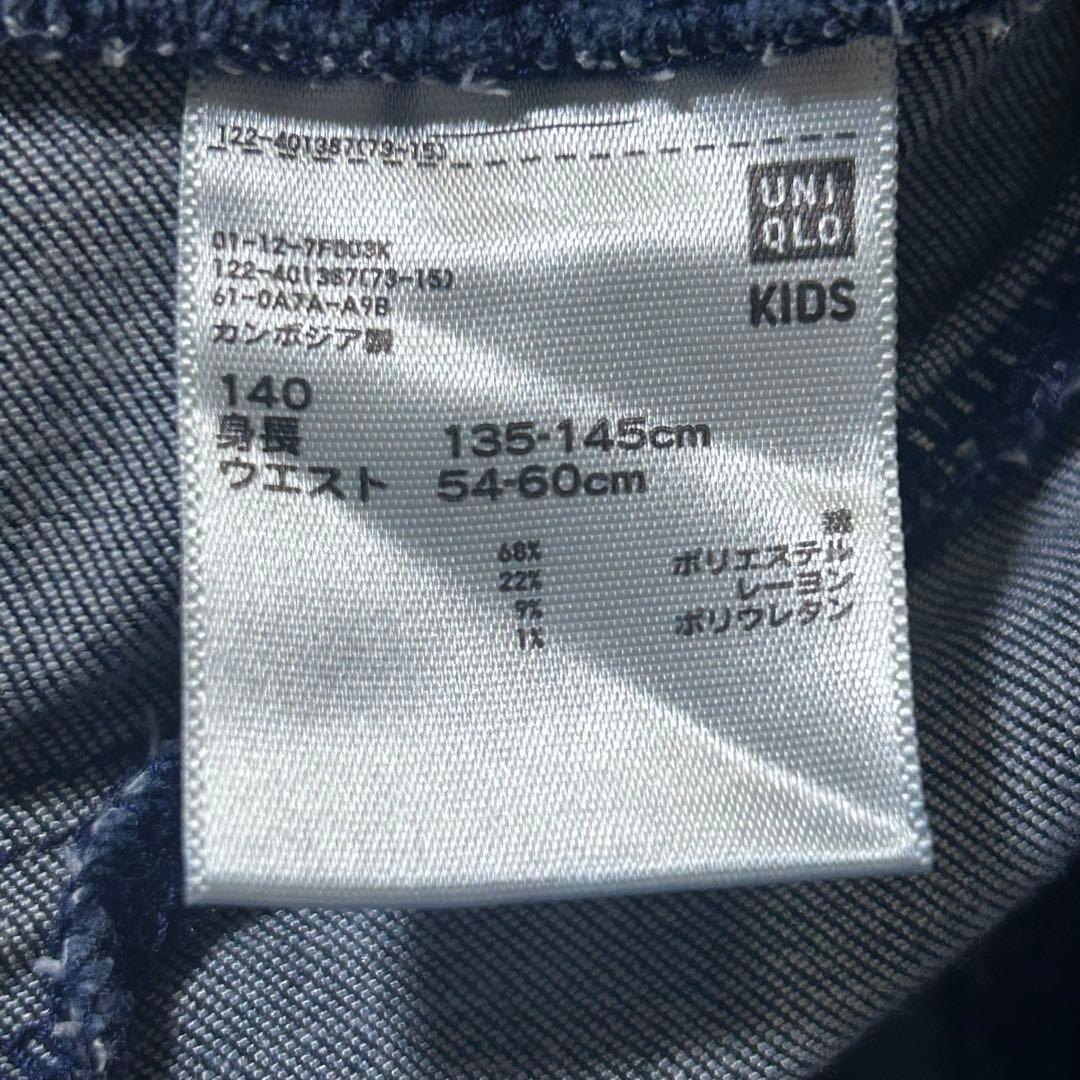 122-401387(73-15)
UNI
QLO
KIDS
01-12-7F003K
122-401387(73-15)
61-0A7A-A9B
カンボジア製
140
身長 135-145cm
ウエスト 54-60cm
綿
68% ポリエステル
22% レーヨン
9% ポリウレタン
1%